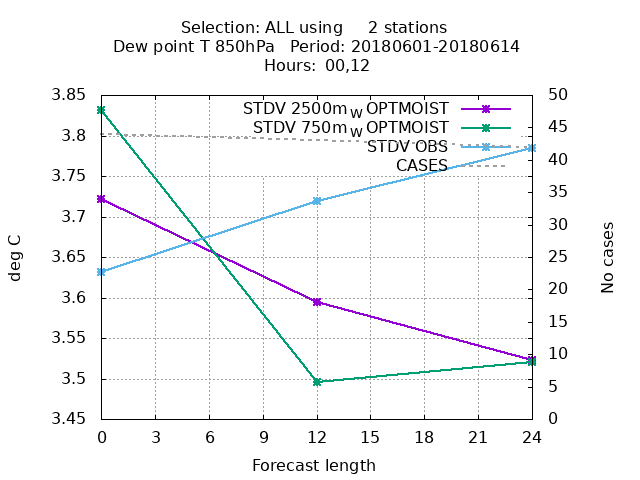 Selection: ALL using     2 stations
Dew point T 850hPa   Period: 20180601-20180614
Hours: 00,12
3.85
3.8
3.75
3.7
3.65
3.6
3.55
3.5
3.45
deg C
STDV 2500m_W OPTMOIST
STDV 750m_W OPTMOIST
STDV OBS
CASES
50
45
40
35
30
25
20
15
10
5
0
No cases
0 3 6 9 12 15 18 21 24
Forecast length